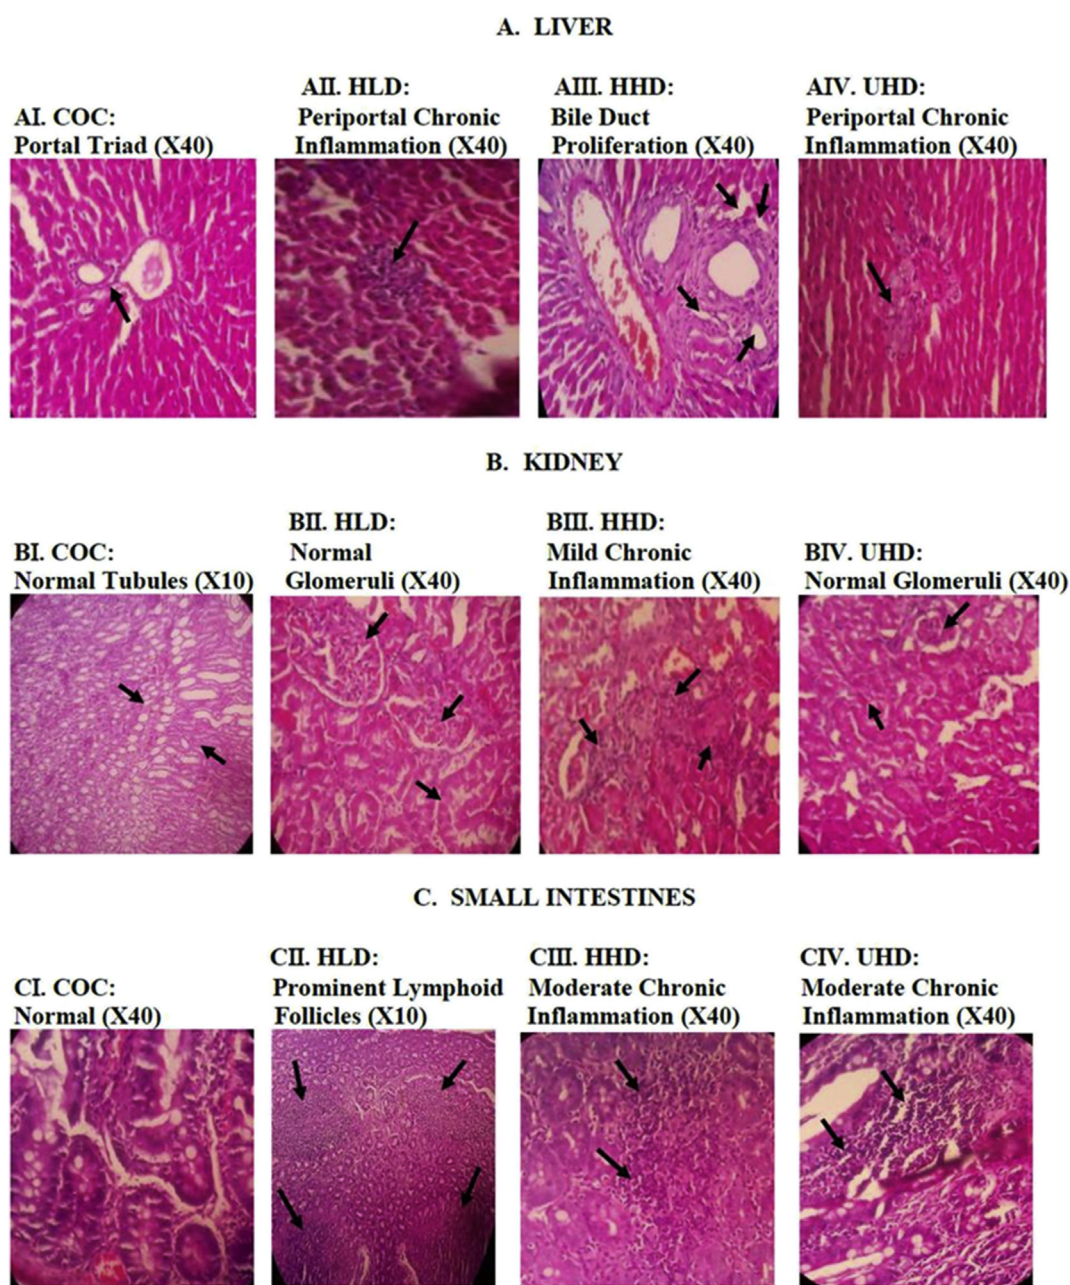 A. LIVER
AI. COC:
Portal Triad (X40)
AII. HLD:
Periportal Chronic
Inflammation (X40)
AIII. HHD:
Bile Duct
Proliferation (X40)
AIV. UHD:
Periportal Chronic
Inflammation (X40)
B. KIDNEY
BI. COC:
Normal Tubules (X10)
BII. HLD:
Normal
Glomeruli (X40)
BIII. HHD:
Mild Chronic
Inflammation (X40)
BIV. UHD:
Normal Glomeruli (X40)
C. SMALL INTESTINES
CI. COC:
Normal (X40)
CII. HLD:
Prominent Lymphoid
Follicles (X10)
CIII. HHD:
Moderate Chronic
Inflammation (X40)
CIV. UHD:
Moderate Chronic
Inflammation (X40)